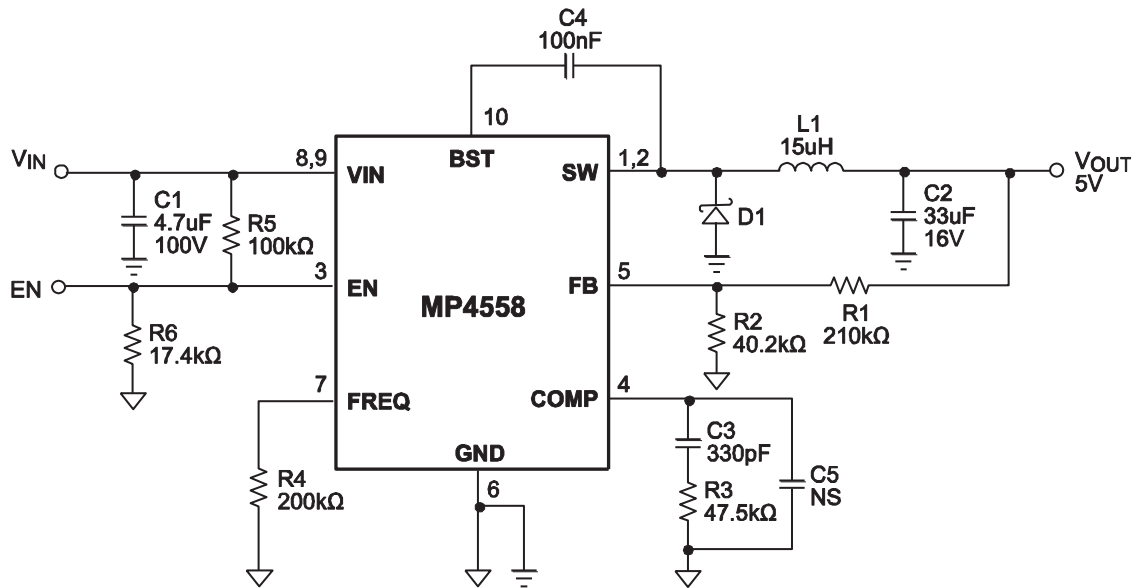 C4
100nF
10
BST
VIN
8,9
VIN
SW
1,2
L1
15uH
VOUT
5V
C1
4.7uF
100V
R5
100kΩ
D1
C2
33uF
16V
EN
3
EN
MP4558
FB
5
R1
210kΩ
R2
40.2kΩ
R6
17.4kΩ
7
FREQ
COMP
4
R4
200kΩ
GND
6
C3
330pF
R3
47.5kΩ
C5
NS